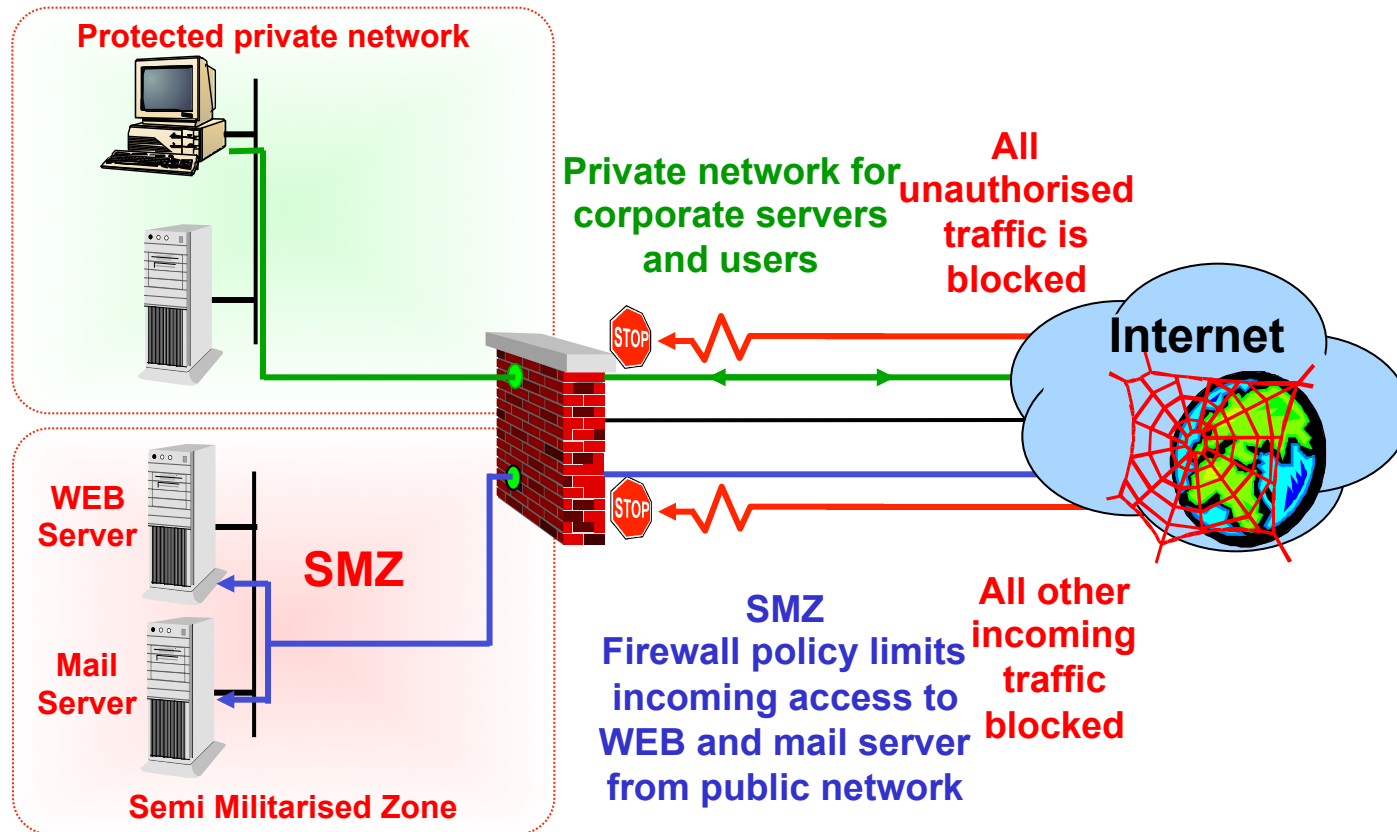 Protected private network
Private network for
corporate servers
and users
All
unauthorised
traffic is
blocked
STOP
Internet
WEB
Server
SMZ
Mail
Server
Semi Militarised Zone
STOP
SMZ
Firewall policy limits
incoming access to
WEB and mail server
from public network
All other
incoming
traffic
blocked